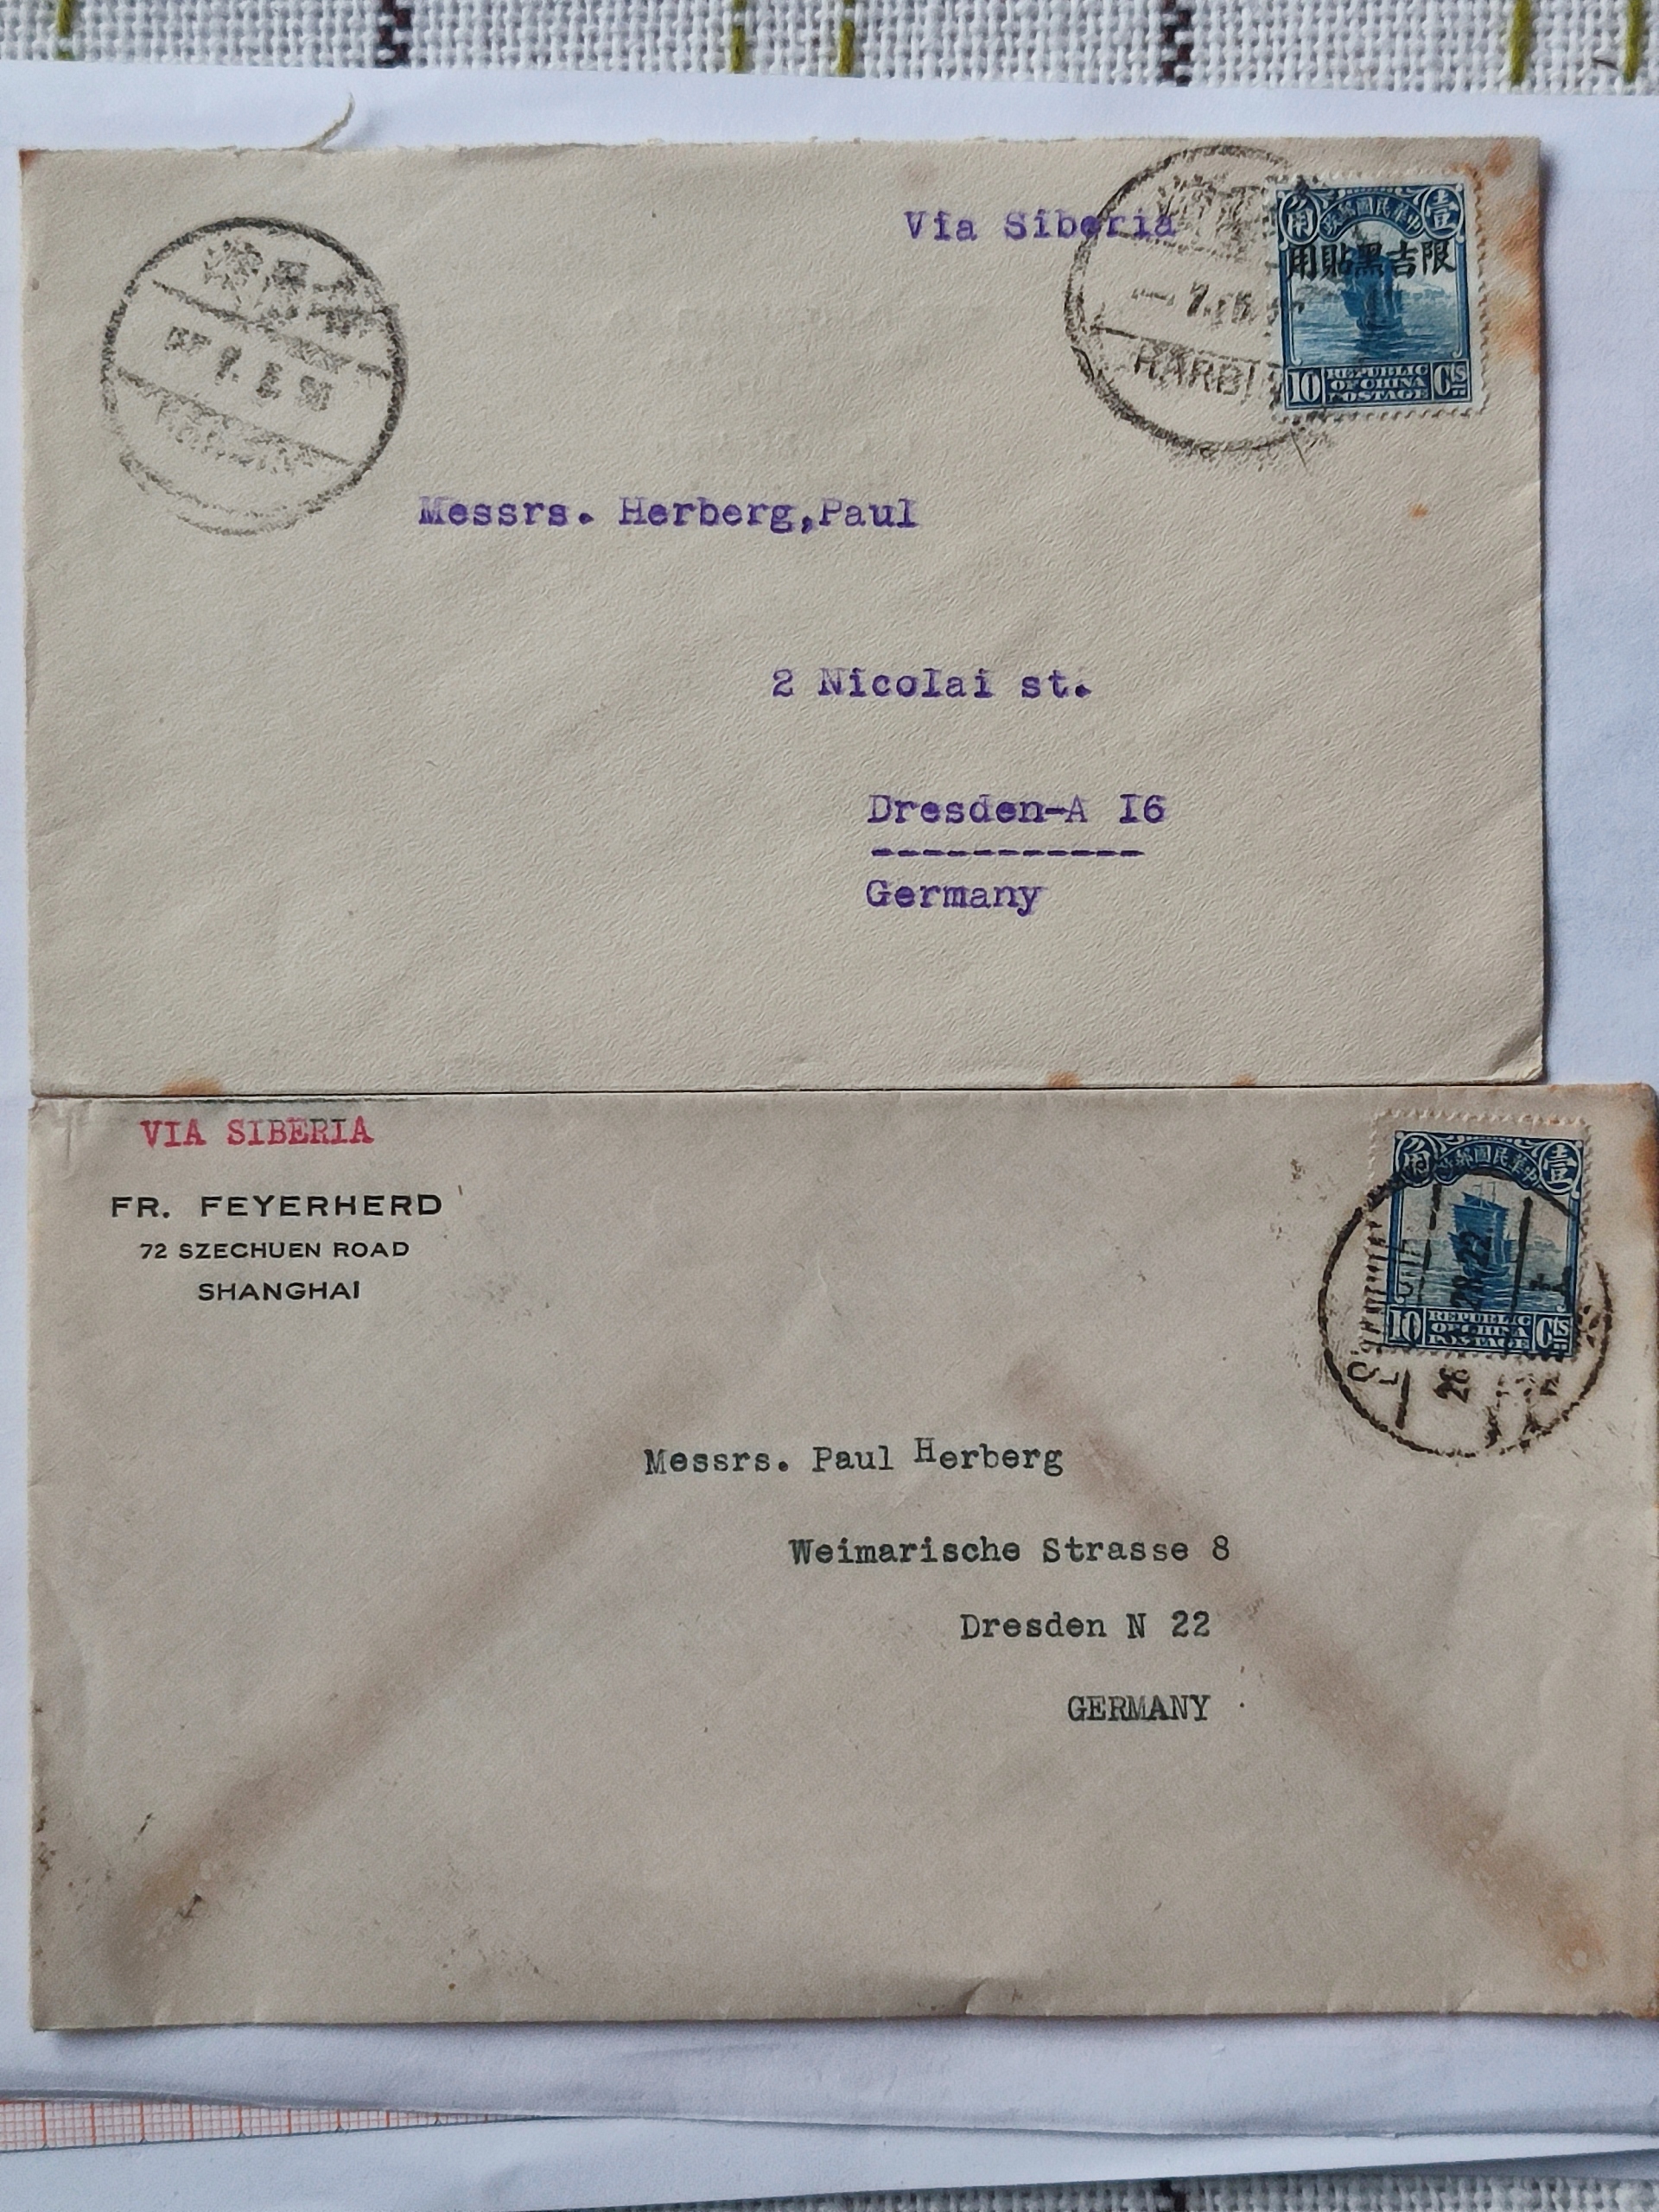 Via Siberia
角 中華民國郵政 壹
限吉黑貼用
10 REPUBLIC OF CHINA POSTAGE Cts
HARBI
Messrs. Herberg,Paul
2 Nicolai st.
Dresden-A I6
-----------
Germany
VIA SIBERIA
FR. FEYERHERD
72 SZECHUEN ROAD
SHANGHAI
角 中華民國郵政 壹
10 REPUBLIC OF CHINA POSTAGE Cts
Messrs. Paul Herberg
Weimarische Strasse 8
Dresden N 22
GERMANY